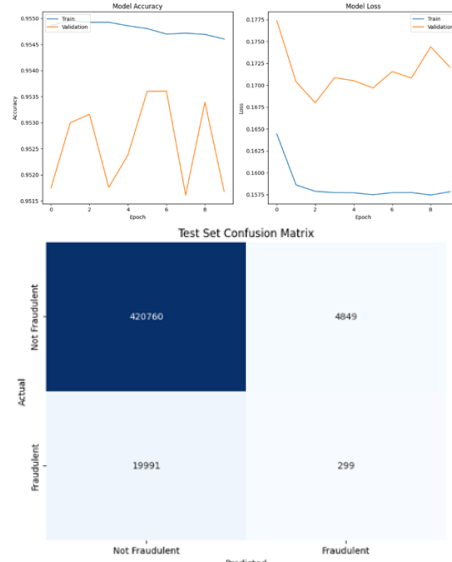 Model Accuracy
0.9550
0.9545
0.9540
0.9535
0.9530
0.9525
0.9520
0.9515
Accuracy
Train
Validation
0 2 4 6 8
Epoch
Model Loss
0.1775
0.1750
0.1725
0.1700
0.1675
0.1650
0.1625
0.1600
0.1575
Loss
Train
Validation
0 2 4 6 8
Epoch
Test Set Confusion Matrix
Actual
Not Fraudulent
420760 4849
Fraudulent
19991 299
Not Fraudulent Fraudulent
Predicted